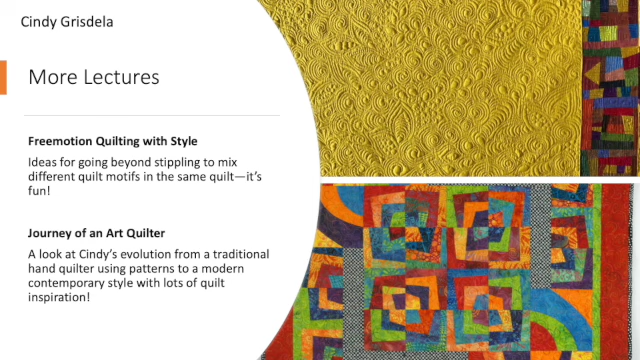 Cindy Grisdela
More Lectures
Freemotion Quilting with Style
Ideas for going beyond stippling to mix
different quilt motifs in the same quilt—it’s
fun!
Journey of an Art Quilter
A look at Cindy’s evolution from a traditional
hand quilter using patterns to a modern
contemporary style with lots of quilt
inspiration!